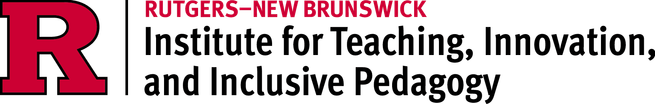 R
RUTGERS–NEW BRUNSWICK
Institute for Teaching, Innovation,
and Inclusive Pedagogy